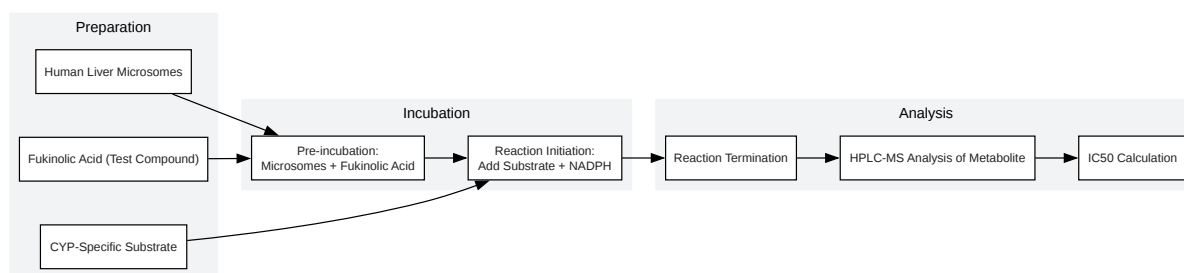 Preparation
Human Liver Microsomes
Fukinolic Acid (Test Compound)
CYP-Specific Substrate
Incubation
Pre-incubation:
Microsomes + Fukinolic Acid
Reaction Initiation:
Add Substrate + NADPH
Analysis
Reaction Termination
HPLC-MS Analysis of Metabolite
IC50 Calculation